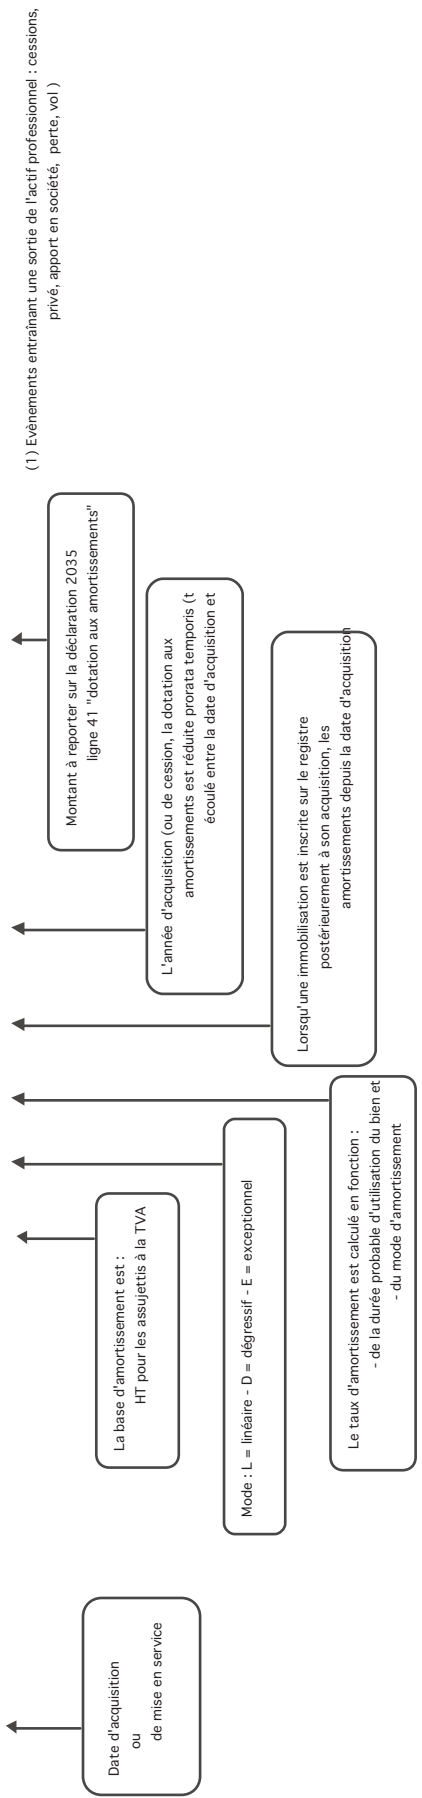 Date d'acquisition
ou
de mise en service
La base d'amortissement est :
HT pour les assujettis à la TVA
Mode : L = linéaire - D = dégressif - E = exceptionnel
Le taux d'amortissement est calculé en fonction :
- de la durée probable d'utilisation du bien et
- du mode d'amortissement
Lorsqu'une immobilisation est inscrite sur le registre
postérieurement à son acquisition, les
amortissements depuis la date d'acquisition
L'année d'acquisition (ou de cession, la dotation aux
amortissements est réduite prorata temporis (t
écoulé entre la date d'acquisition et
Montant à reporter sur la déclaration 2035
ligne 41 "dotation aux amortissements"
(1) Evènements entraînant une sortie de l'actif professionnel : cessions,
privé, apport en société, perte, vol )